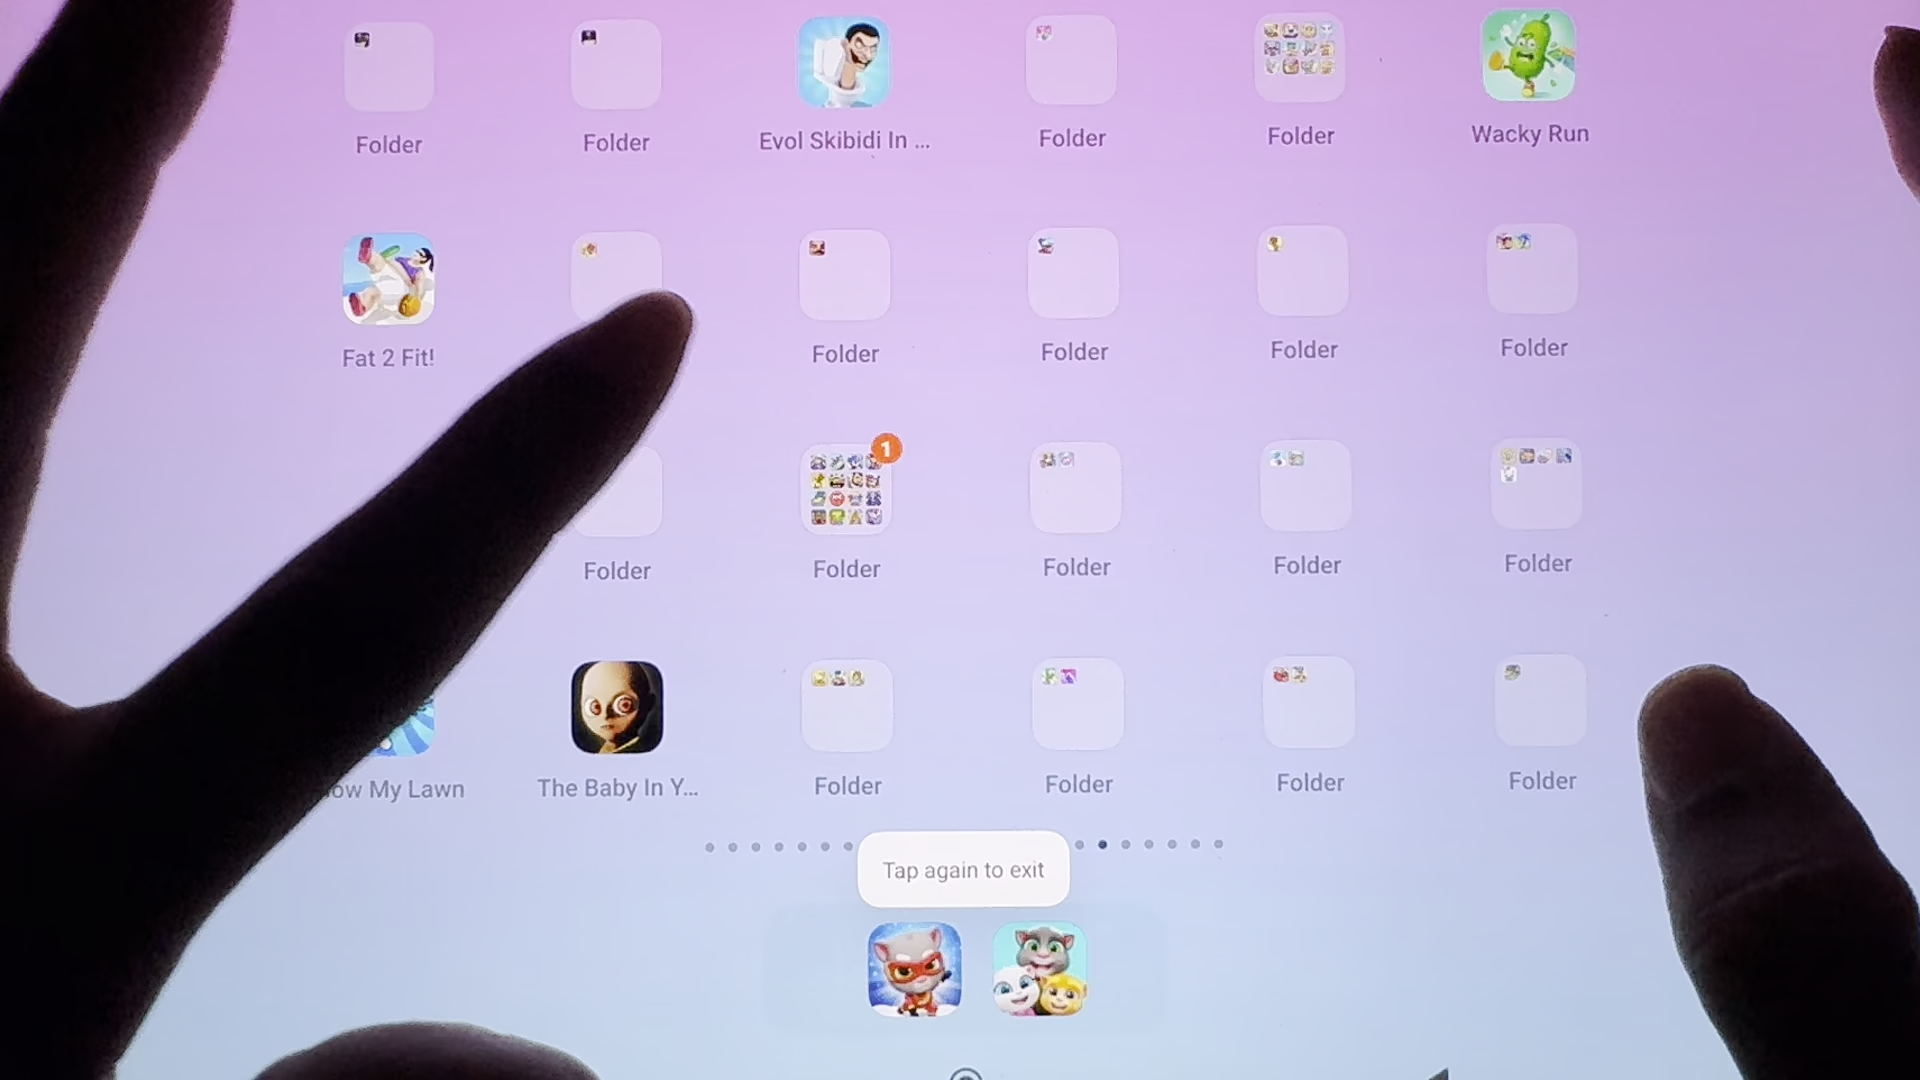 Folder
Folder
Evol Skibidi In ...
Folder
Folder
Wacky Run
Fat 2 Fit!
Folder
Folder
Folder
Folder
1
Folder
Folder
Folder
Folder
Folder
ow My Lawn
The Baby In Y...
Folder
Folder
Folder
Folder
Tap again to exit